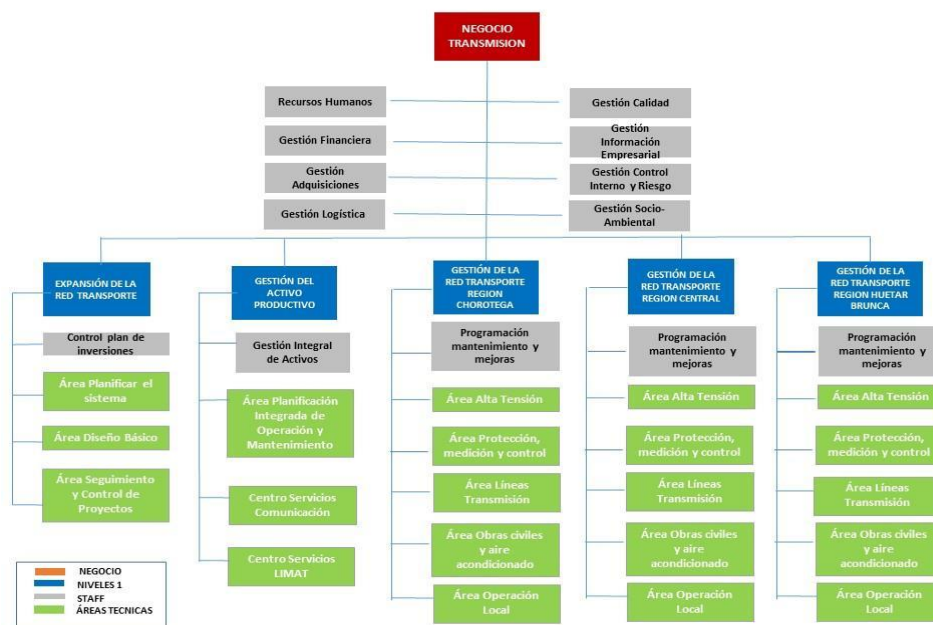 NEGOCIO
TRANSMISION
Recursos Humanos
Gestión Calidad
Gestión Financiera
Gestión
Información
Empresarial
Gestión
Adquisiciones
Gestión Control
Interno y Riesgo
Gestión Logística
Gestión Socio-
Ambiental
EXPANSIÓN DE LA
RED TRANSPORTE
Control plan de
inversiones
Área Planificar el
sistema
Área Diseño Básico
Área Seguimiento
y Control de
Proyectos
GESTIÓN DEL
ACTIVO
PRODUCTIVO
Gestión Integral
de Activos
Área Planificación
Integrada de
Operación y
Mantenimiento
Centro Servicios
Comunicación
Centro Servicios
LIMAT
GESTIÓN DE LA
RED TRANSPORTE
REGION
CHOROTEGA
Programación
mantenimiento y
mejoras
Área Alta Tensión
Área Protección,
medición y control
Área Líneas
Transmisión
Área Obras civiles
y aire
acondicionado
Área Operación
Local
GESTIÓN DE LA
RED TRANSPORTE
REGION CENTRAL
Programación
mantenimiento y
mejoras
Área Alta Tensión
Área Protección,
medición y control
Área Líneas
Transmisión
Área Obras civiles
y aire
acondicionado
Área Operación
Local
GESTIÓN DE LA
RED TRANSPORTE
REGION HUETAR
BRUNCA
Programación
mantenimiento y
mejoras
Área Alta Tensión
Área Protección,
medición y control
Área Líneas
Transmisión
Área Obras civiles
y aire
acondicionado
Área Operación
Local
NEGOCIO
NIVELES 1
STAFF
ÁREAS TECNICAS